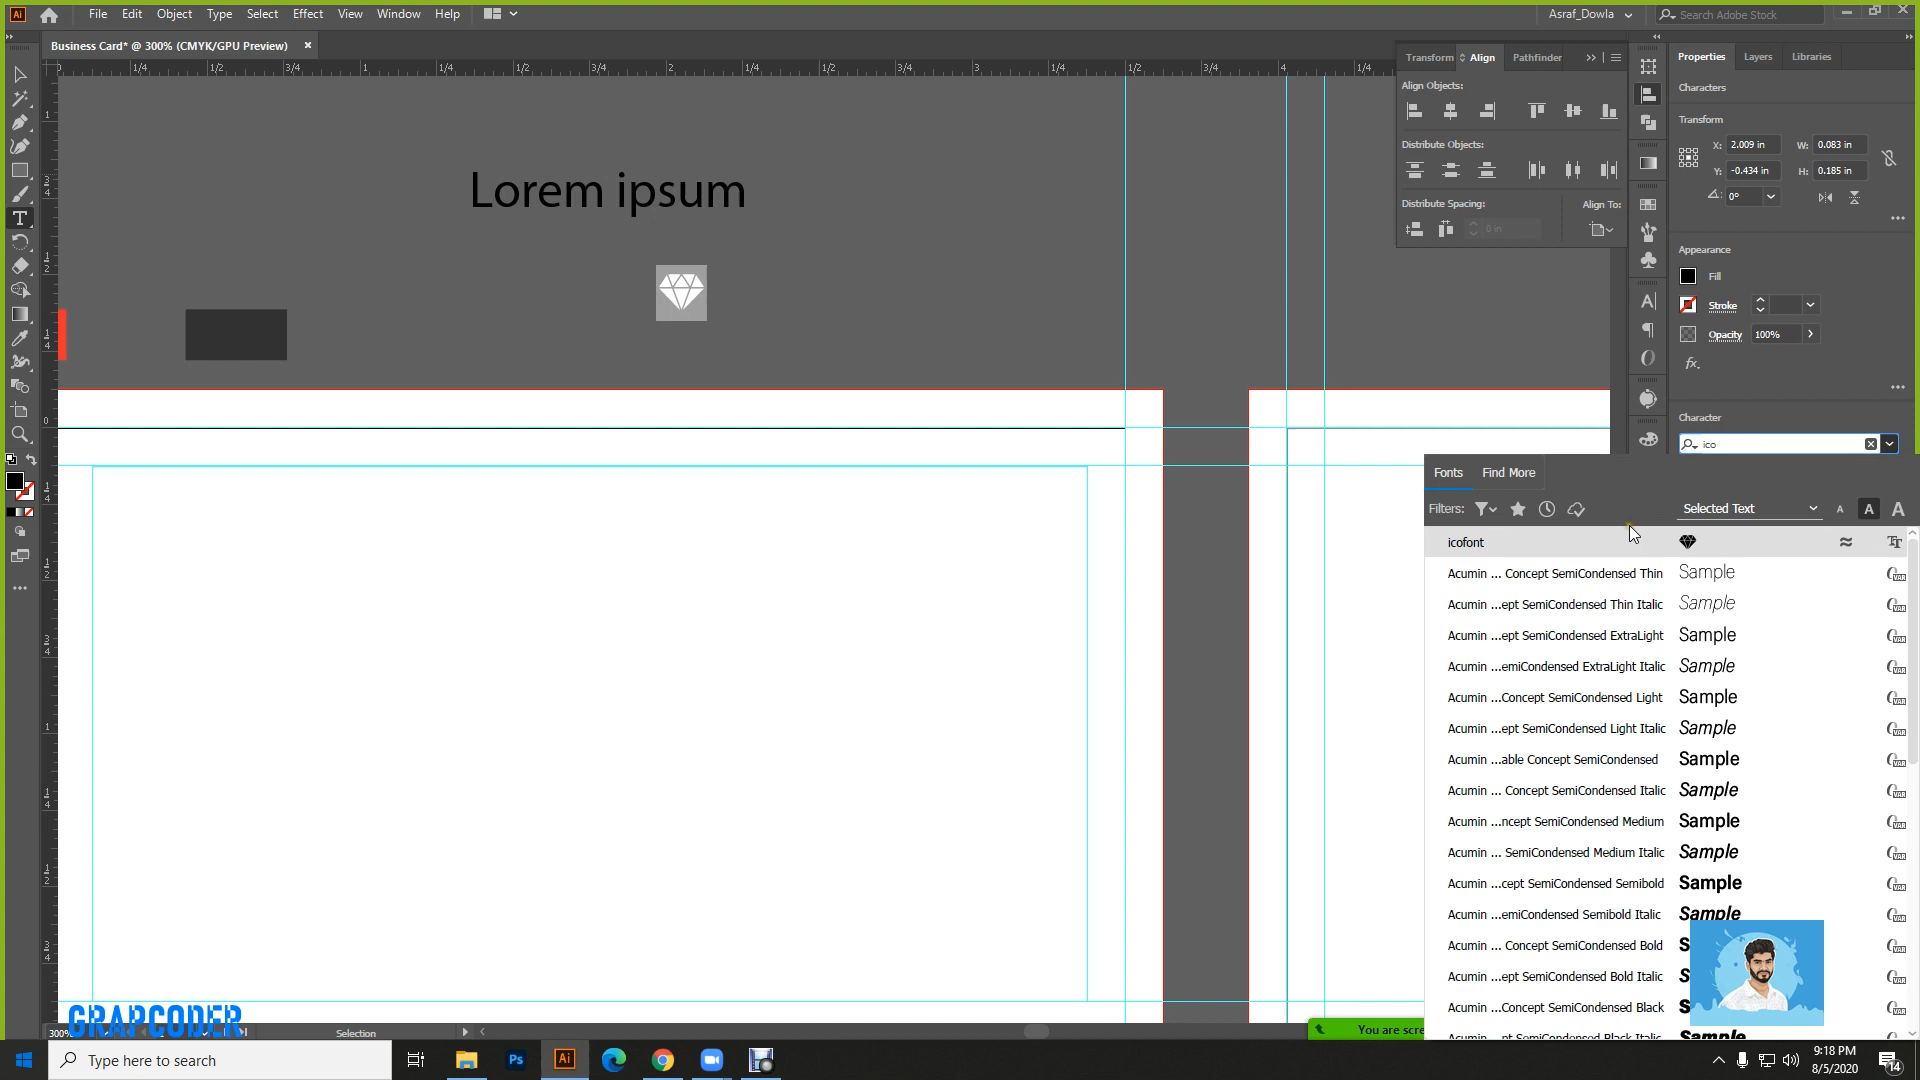 Ai File Edit Object Type Select Effect View Window Help Asraf_Dowla Search Adobe Stock
Business Card* @ 300% (CMYK/GPU Preview) ×
Transform Align Pathfinder
Properties Layers Libraries
Align Objects:
Distribute Objects:
Distribute Spacing: Align To:
0 in
Characters
Transform
X: 2.009 in W: 0.083 in
Y: -0.434 in H: 0.185 in
0°
Appearance
Fill
Stroke
Opacity 100%
fx.
Character
ico
Lorem ipsum
Fonts Find More
Filters: Selected Text A A A
icofont
Acumin ... Concept SemiCondensed Thin Sample
Acumin ...ept SemiCondensed Thin Italic Sample
Acumin ...ept SemiCondensed ExtraLight Sample
Acumin ...emiCondensed ExtraLight Italic Sample
Acumin ...Concept SemiCondensed Light Sample
Acumin ...ept SemiCondensed Light Italic Sample
Acumin ...able Concept SemiCondensed Sample
Acumin ... Concept SemiCondensed Italic Sample
Acumin ...ncept SemiCondensed Medium Sample
Acumin ... SemiCondensed Medium Italic Sample
Acumin ...cept SemiCondensed Semibold Sample
Acumin ...emiCondensed Semibold Italic Sample
Acumin ... Concept SemiCondensed Bold S
Acumin ...ept SemiCondensed Bold Italic S
Acumin ...Concept SemiCondensed Black S
GRAPCODER
300%
Selection
You are scre
Type here to search
Ps
Ai
9:18 PM
8/5/2020
14